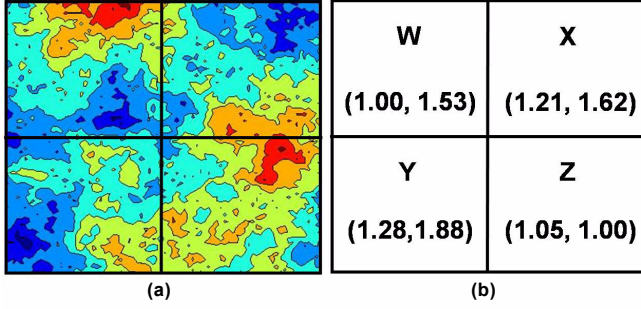 W
X
(1.00, 1.53)
(1.21, 1.62)
Y
Z
(1.28,1.88)
(1.05, 1.00)
(a)
(b)